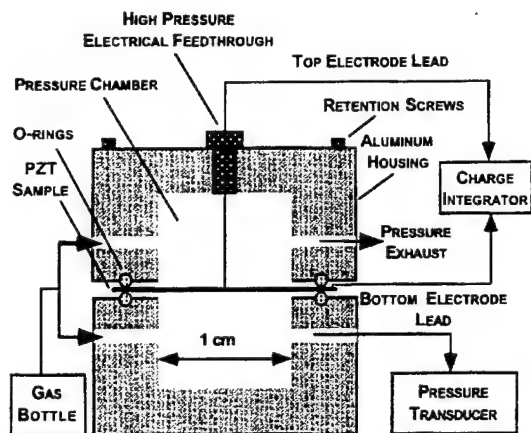 HIGH PRESSURE
ELECTRICAL FEEDTHROUGH
TOP ELECTRODE LEAD
PRESSURE CHAMBER
RETENTION SCREWS
O-RINGS
ALUMINUM
HOUSING
PZT
SAMPLE
CHARGE
INTEGRATOR
PRESSURE
EXHAUST
BOTTOM ELECTRODE
LEAD
1 cm
GAS
BOTTLE
PRESSURE
TRANSDUCER